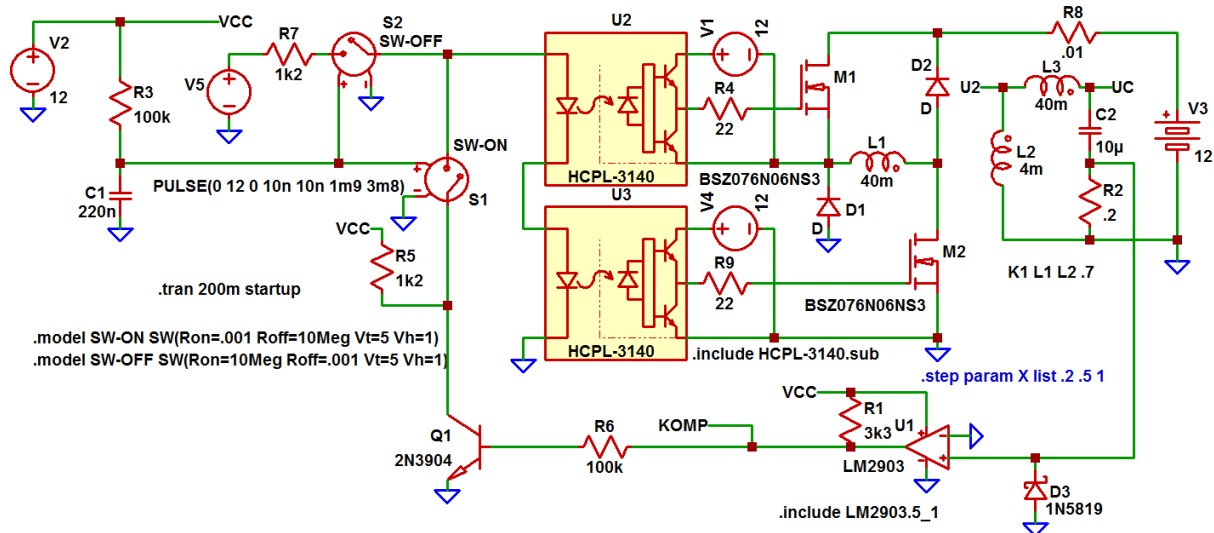 V2
12
VCC
R3
100k
C1
220n
V5
R7
1k2
S2
SW-OFF
PULSE(0 12 0 10n 10n 1m9 3m8)
SW-ON
S1
VCC
R5
1k2
.tran 200m startup
.model SW-ON SW(Ron=.001 Roff=10Meg Vt=5 Vh=1)
.model SW-OFF SW(Ron=10Meg Roff=.001 Vt=5 Vh=1)
U2
HCPL-3140
V1
12
R4
22
M1
BSZ076N06NS3
D1
D
L1
40m
D2
D
R8
.01
V3
12
U2
L3
40m
UC
L2
4m
C2
10µ
R2
.2
K1 L1 L2 .7
U3
HCPL-3140
V4
12
R9
22
M2
BSZ076N06NS3
.include HCPL-3140.sub
.step param X list .2 .5 1
Q1
2N3904
R6
100k
KOMP
VCC
R1
3k3
U1
LM2903
.include LM2903.5_1
D3
1N5819